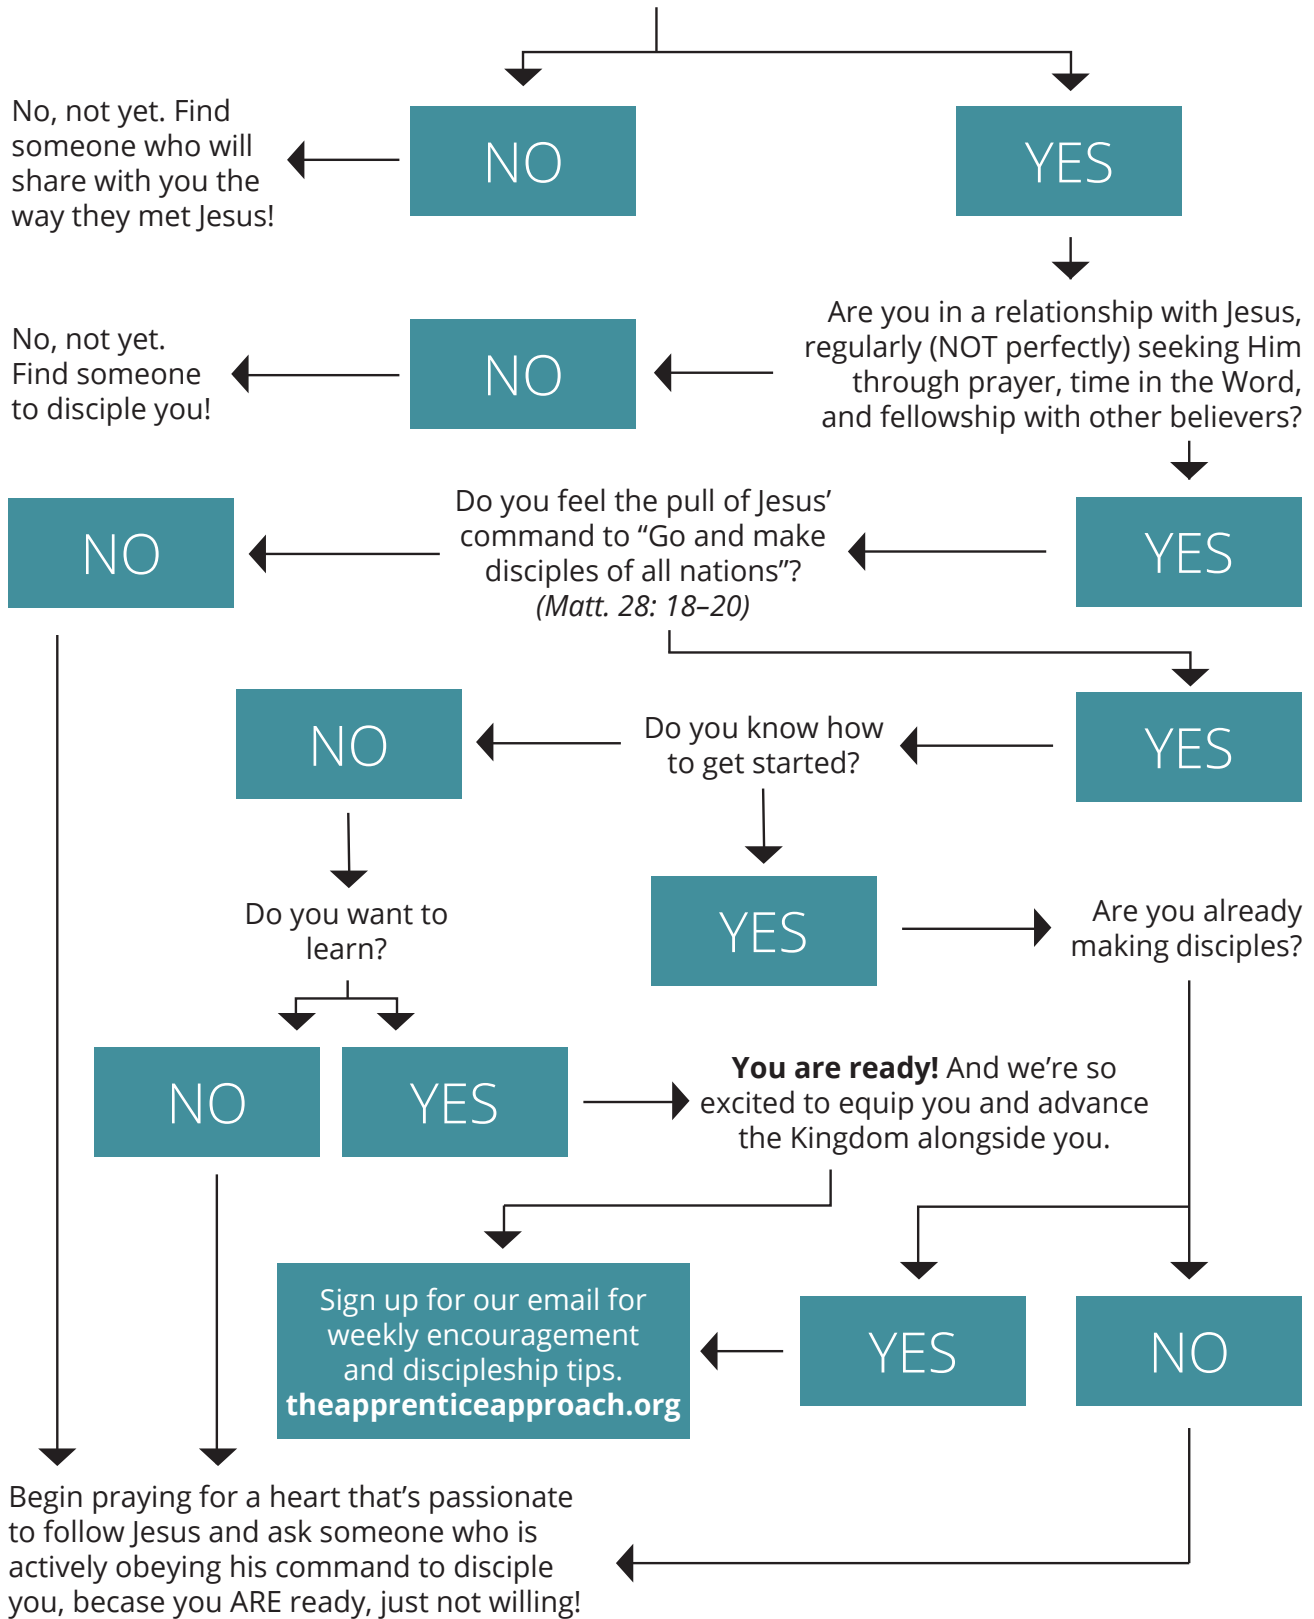 No, not yet. Find
someone who will
share with you the
way they met Jesus!
NO
YES
Are you in a relationship with Jesus,
regularly (NOT perfectly) seeking Him
through prayer, time in the Word,
and fellowship with other believers?
NO
No, not yet.
Find someone
to disciple you!
YES
Do you feel the pull of Jesus’
command to “Go and make
disciples of all nations”?
(Matt. 28: 18–20)
NO
YES
Do you know how
to get started?
NO
YES
Are you already
making disciples?
Do you want to
learn?
NO
YES
You are ready! And we’re so
excited to equip you and advance
the Kingdom alongside you.
Sign up for our email for
weekly encouragement
and discipleship tips.
theapprenticeapproach.org
YES
NO
Begin praying for a heart that’s passionate
to follow Jesus and ask someone who is
actively obeying his command to disciple
you, becase you ARE ready, just not willing!